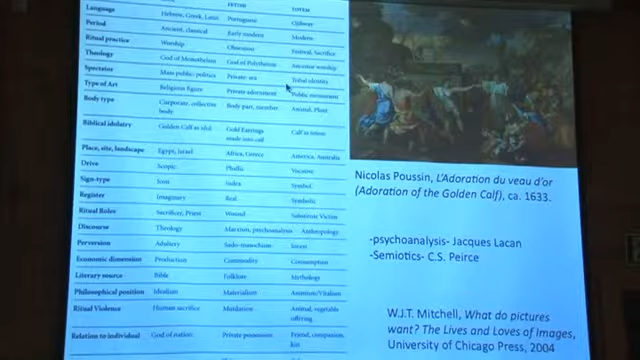 FETISH TOTEM
Language Hebrew, Greek, Latin Portuguese Ojibway
Period Ancient, classical Early modern Modern
Ritual practice Worship Obsession Festival, Sacrifice
Theology God of Monotheism God of Polytheism Ancestor worship
Spectator Mass public: politics Private: sex Tribal identity
Type of Art Religious figure Private adornment Public monument
Body type Corporate, collective Body part, member Animal, Plant
body
Biblical idolatry Golden Calf as idol Gold Earrings Calf as totem
made into calf
Place, site, landscape Egypt, Israel Africa, Greece America, Australia
Drive Scopic Phallic Vocative
Sign-type Icon Index Symbol
Register Imaginary Real Symbolic
Ritual Roles Sacrificer, Priest Wound Substitute Victim
Discourse Theology Marxism, psychoanalysis Anthropology
Perversion Adultery Sado-masochism Incest
Economic dimension Production Commodity Consumption
Literary source Bible Folklore Mythology
Philosophical position Idealism Materialism Animism/Vitalism
Ritual Violence Human sacrifice Mutilation Animal, vegetable
offering
Relation to individual God of nation Private possession Friend, companion,
kin
Nicolas Poussin, L'Adoration du veau d'or
(Adoration of the Golden Calf), ca. 1633.
-psychoanalysis- Jacques Lacan
-Semiotics- C.S. Peirce
W.J.T. Mitchell, What do pictures
want? The Lives and Loves of Images,
University of Chicago Press, 2004